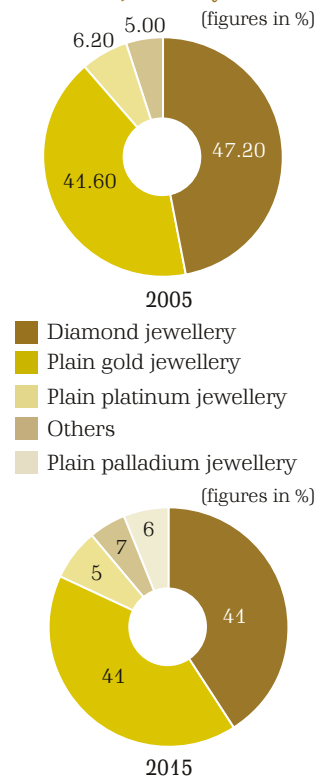 (figures in %)
5.00
6.20
47.20
41.60
2005
Diamond jewellery
Plain gold jewellery
Plain platinum jewellery
Others
Plain palladium jewellery
(figures in %)
6
7
5
41
41
2015